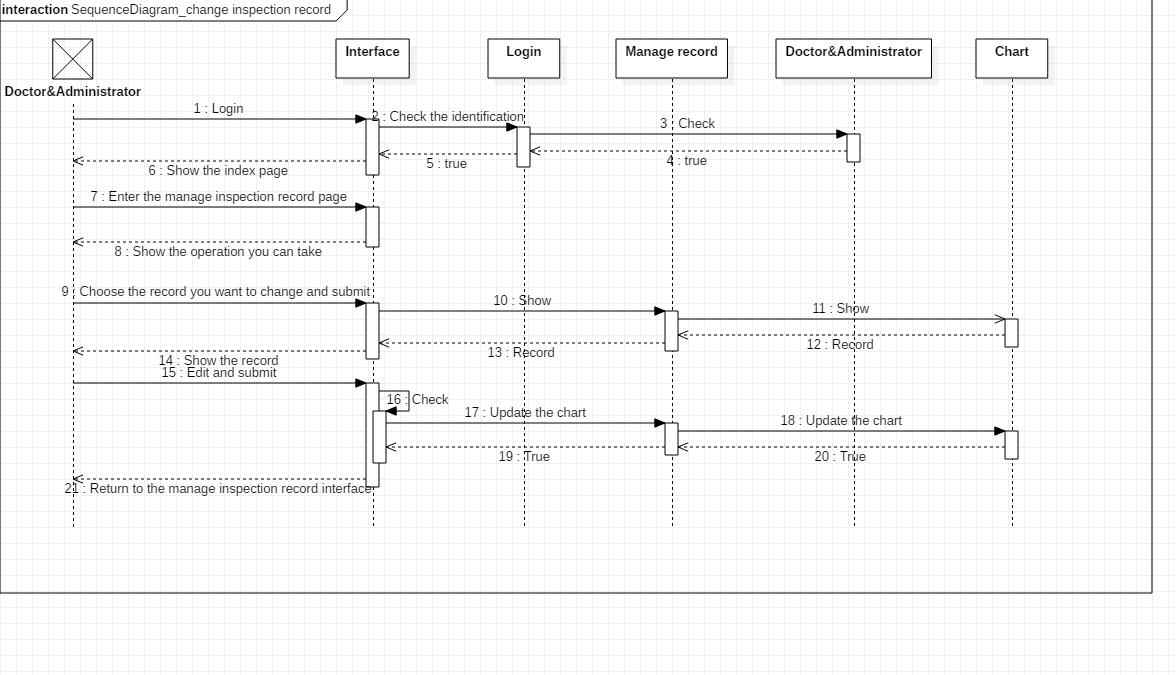 interaction SequenceDiagram_change inspection record
Interface
Login
Manage record
Doctor&Administrator
Chart
Doctor&Administrator
1 : Login
2 : Check the identification
3 : Check
4 : true
5 : true
6 : Show the index page
7 : Enter the manage inspection record page
8 : Show the operation you can take
9 : Choose the record you want to change and submit
10 : Show
11 : Show
12 : Record
13 : Record
14 : Show the record
15 : Edit and submit
16 : Check
17 : Update the chart
18 : Update the chart
19 : True
20 : True
21 : Return to the manage inspection record interface